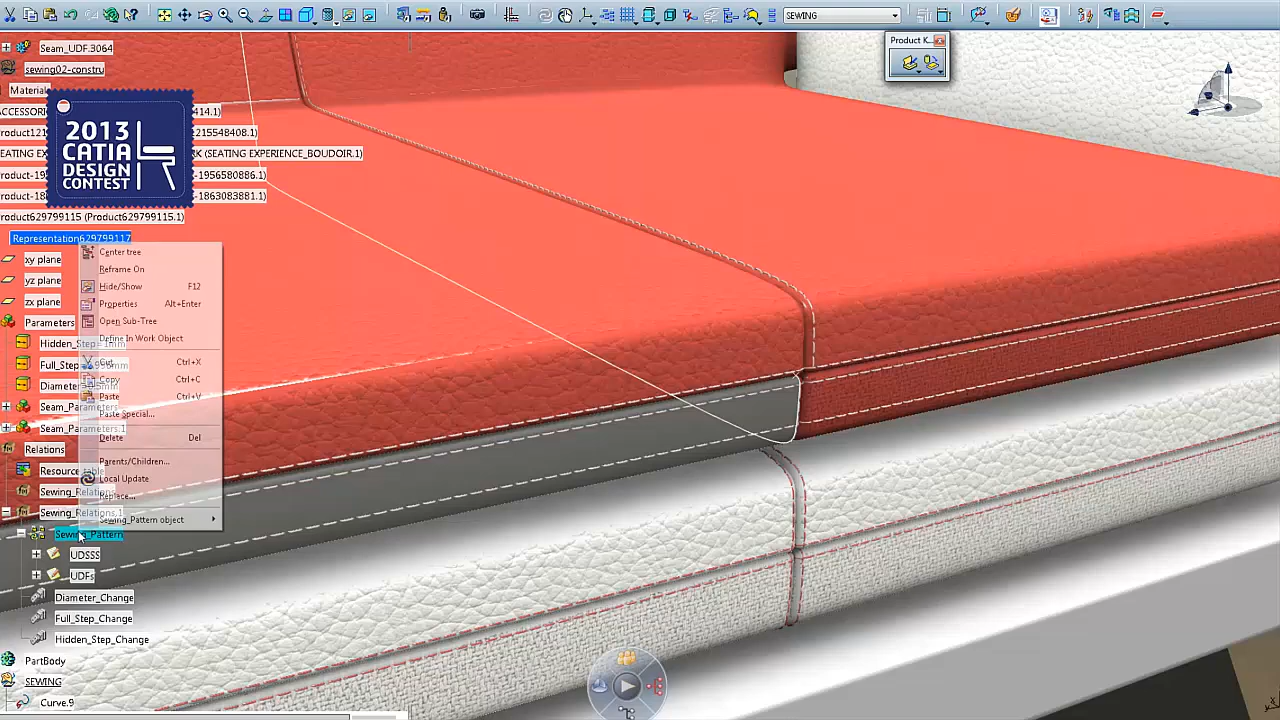 SEWING
Product K...
Seam_UDF.3064
sewing02-constru
Material
ACCESSORI
414.1)
roduct121
1215548408.1)
EATING EX
RK (SEATING EXPERIENCE_BOUDOIR.1)
roduct-19
-1956580886.1)
roduct-18
-1863083881.1)
roduct629799115 (Product629799115.1)
2013
CATIA
DESIGN
CONTEST
Representation629799117
xy plane
yz plane
zx plane
Parameters
Hidden_Step
Full_Step
Diameter
Seam_Parameters
Seam_Parameters.1
Relations
Resource
Sewing_Relations.1
Sewing_Pattern
UDSSS
UDFs
Diameter_Change
Full_Step_Change
Hidden_Step_Change
PartBody
SEWING
Curve.9
Center tree
Reframe On
Hide/Show F12
Properties Alt+Enter
Open Sub-Tree
Define In Work Object
Cut Ctrl+X
Copy Ctrl+C
Paste Ctrl+V
Paste Special...
Delete Del
Parents/Children...
Local Update
Replace...
Sewing_Pattern object